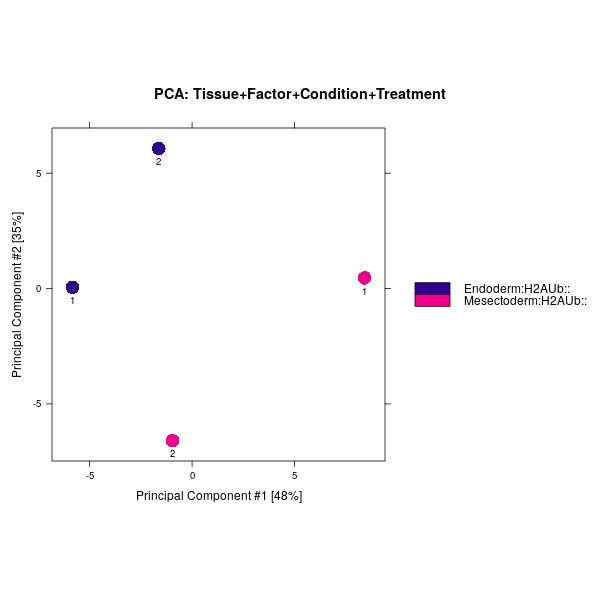 PCA: Tissue+Factor+Condition+Treatment
Principal Component #2 [35%]
5
0
-5
2
1
1
2
-5
0
5
Principal Component #1 [48%]
Endoderm:H2AUb::
Mesectoderm:H2AUb::